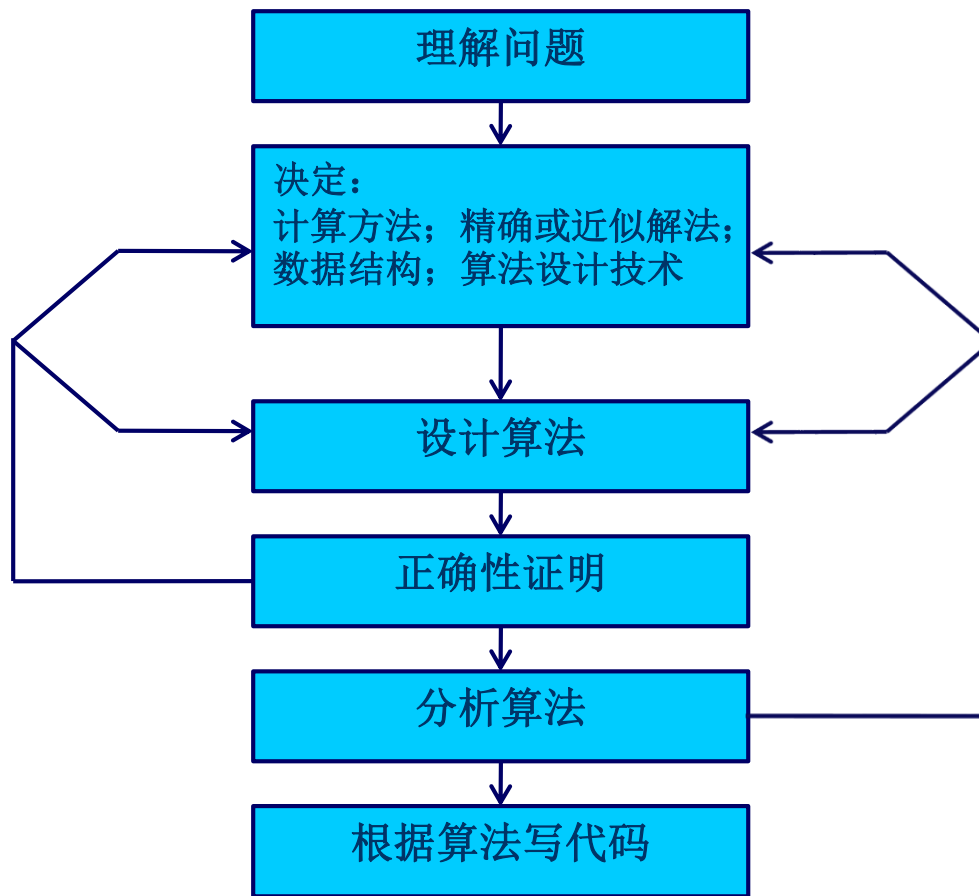 理解问题
决定：
计算方法；精确或近似解法；
数据结构；算法设计技术
设计算法
正确性证明
分析算法
根据算法写代码